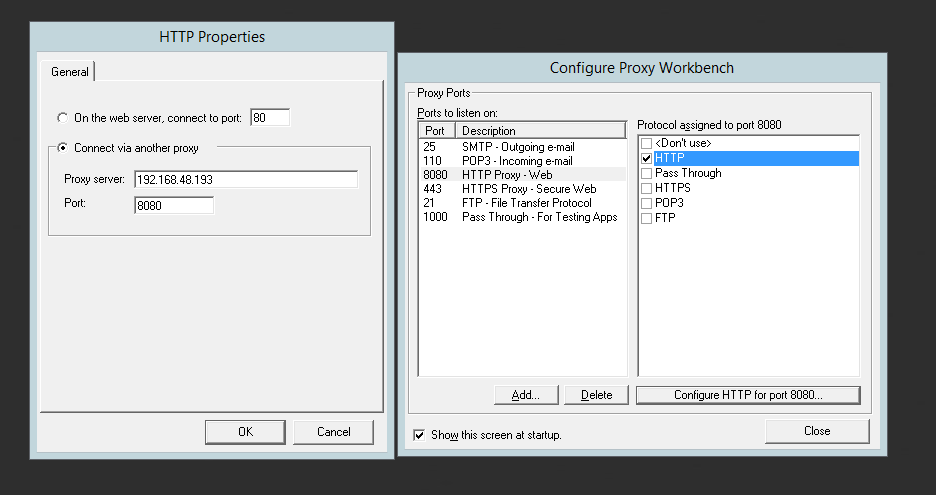 HTTP Properties
General
On the web server, connect to port: 80
Connect via another proxy
Proxy server: 192.168.48.193
Port: 8080
OK Cancel
Configure Proxy Workbench
Proxy Ports
Ports to listen on:
Port Description
25 SMTP - Outgoing e-mail
110 POP3 - Incoming e-mail
8080 HTTP Proxy - Web
443 HTTPS Proxy - Secure Web
21 FTP - File Transfer Protocol
1000 Pass Through - For Testing Apps
Protocol assigned to port 8080
<Don't use>
HTTP
Pass Through
HTTPS
POP3
FTP
Add... Delete Configure HTTP for port 8080...
Show this screen at startup. Close